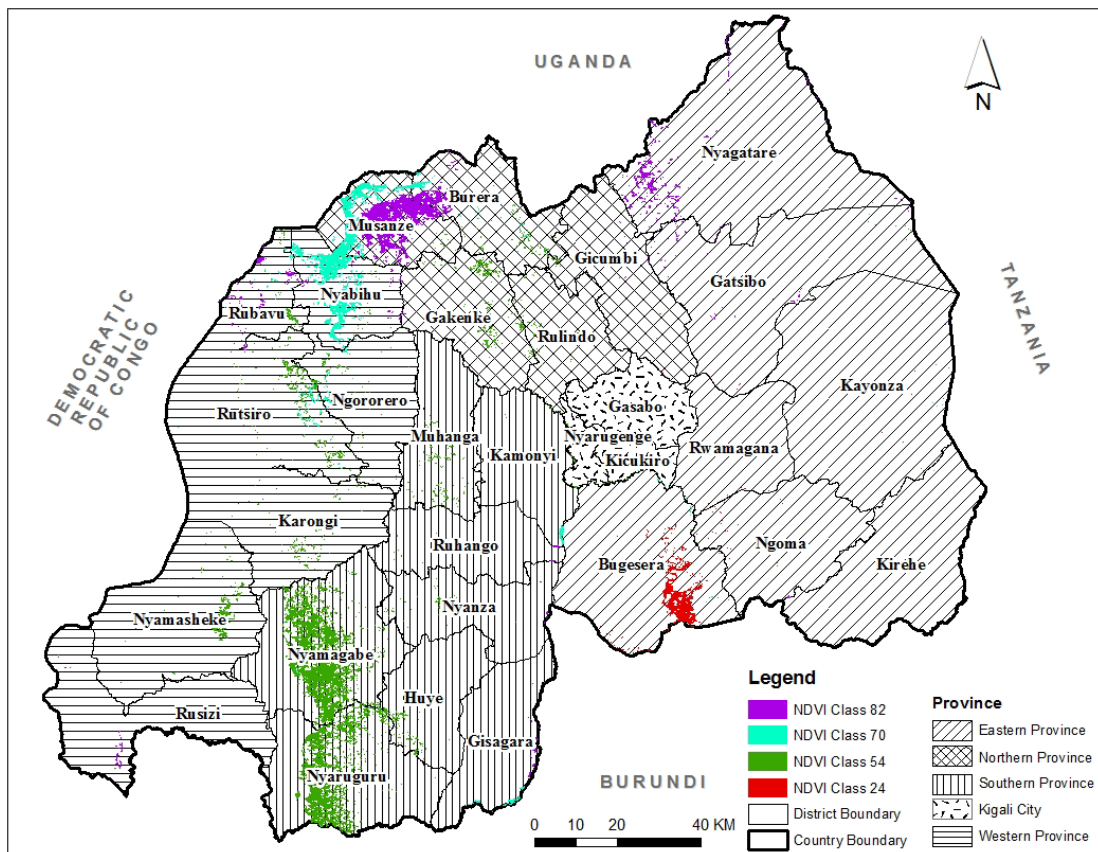 UGANDA
N
Nyagatare
Burera
Musanze
Gicumbi
Gatsibo
TANZANIA
Nyabihu
Rubavu
Gakenke
Rulindo
DEMOCRATIC
REPUBLIC
OF CONGO
Kayonza
Rutsiro
Ngororero
Gasabo
Muhanga
Kamonyi
Nyarugenge
Rwamagana
Kicukiro
Karongi
Ruhango
Bugesera
Ngoma
Kirehe
Nyamasheke
Nyanza
Nyamagabe
Huye
Rusizi
Gisagara
Nyaruguru
BURUNDI
0 10 20 40 KM
Legend
NDVI Class 82
NDVI Class 70
NDVI Class 54
NDVI Class 24
District Boundary
Country Boundary
Province
Eastern Province
Northern Province
Southern Province
Kigali City
Western Province